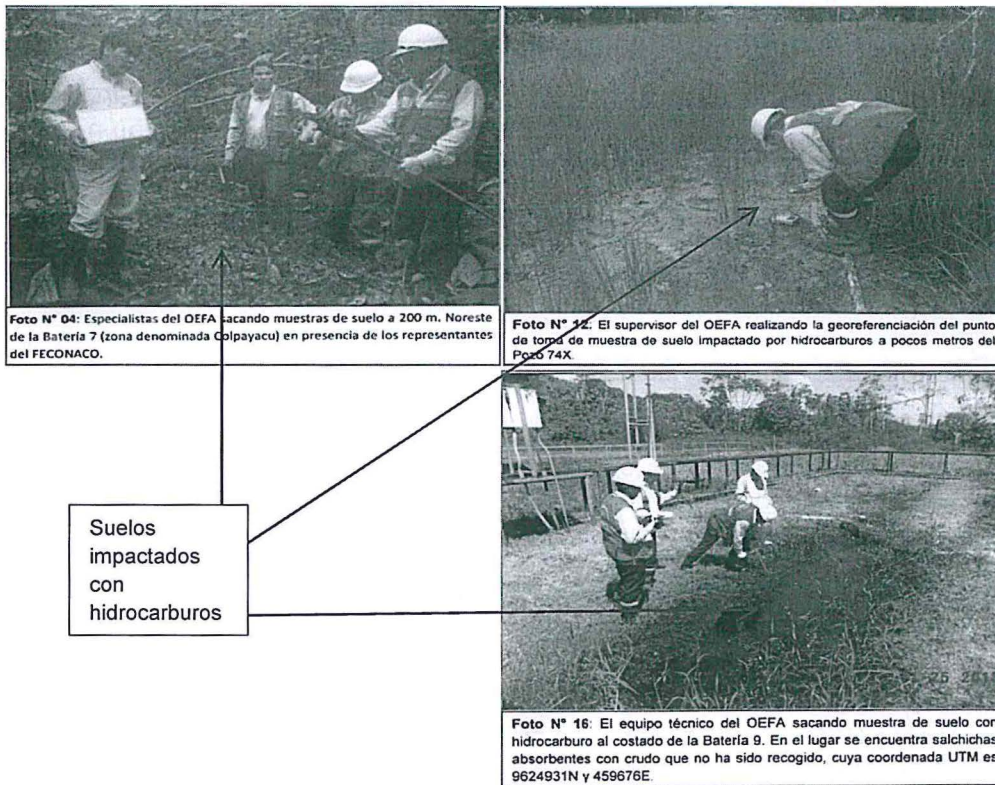 Foto N° 04: Especialistas del OEFA sacando muestras de suelo a 200 m. Noreste
de la Batería 7 (zona denominada Colpayacu) en presencia de los representantes
del FECONACO.
Foto N° 12: El supervisor del OEFA realizando la georeferenciación del punto
de toma de muestra de suelo impactado por hidrocarburos a pocos metros del
Pozo 74X.
Suelos
impactados
con
hidrocarburos
Foto N° 16: El equipo técnico del OEFA sacando muestra de suelo con
hidrocarburo al costado de la Batería 9. En el lugar se encuentra salchichas
absorbentes con crudo que no ha sido recogido, cuya coordenada UTM es
9624931N y 459676E.